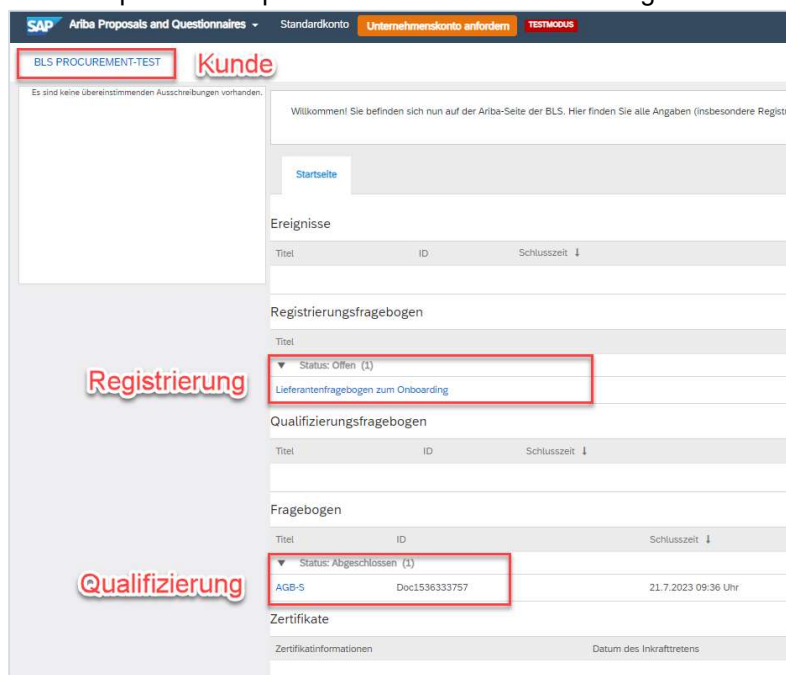 SAP Ariba Proposals and Questionnaires Standardkonto Unternehmenskonto anfordern TESTMODUS
BLS PROCUREMENT-TEST Kunde
Es sind keine übereinstimmenden Ausschreibungen vorhanden.
Willkommen! Sie befinden sich nun auf der Ariba-Seite der BLS. Hier finden Sie alle Angaben (insbesondere
Startseite
Ereignisse
Titel ID Schlusszeit ↓
Registrierungsfragebogen
Titel
▼ Status: Offen (1)
Registrierung
Lieferantenfragebogen zum Onboarding
Qualifizierungsfragebogen
Titel ID Schlusszeit ↓
Fragebogen
Titel ID Schlusszeit ↓
▼ Status: Abgeschlossen (1)
Qualifizierung
AGB-S Doc1536333757 21.7.2023 09:36 Uhr
Zertifikate
Zertifikatinformationen Datum des Inkrafttretens